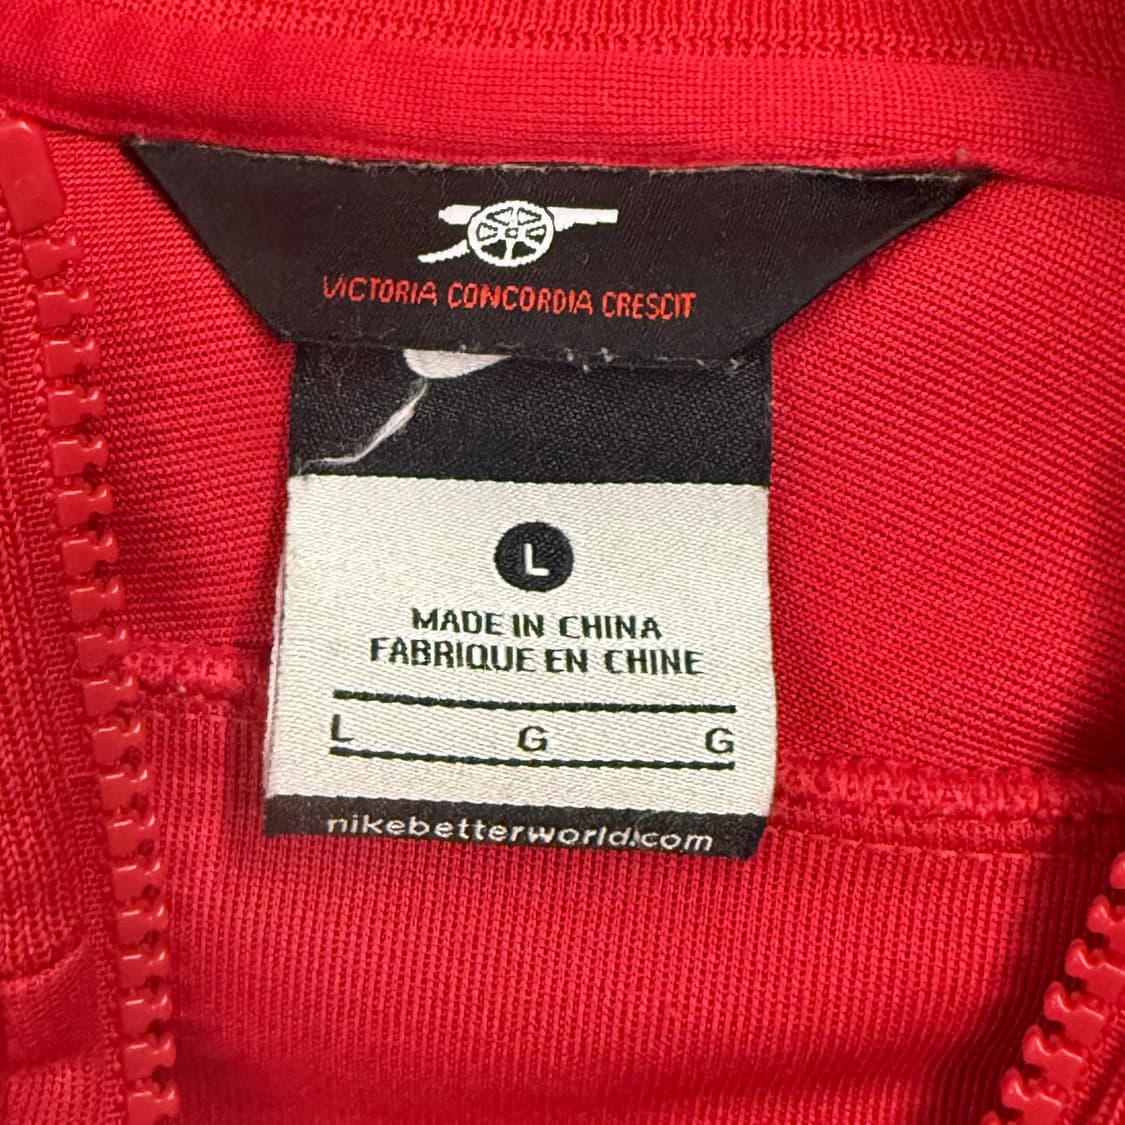 VICTORIA CONCORDIA CRESCIT
L
MADE IN CHINA
FABRIQUE EN CHINE
L G G
nikebetterworld.com